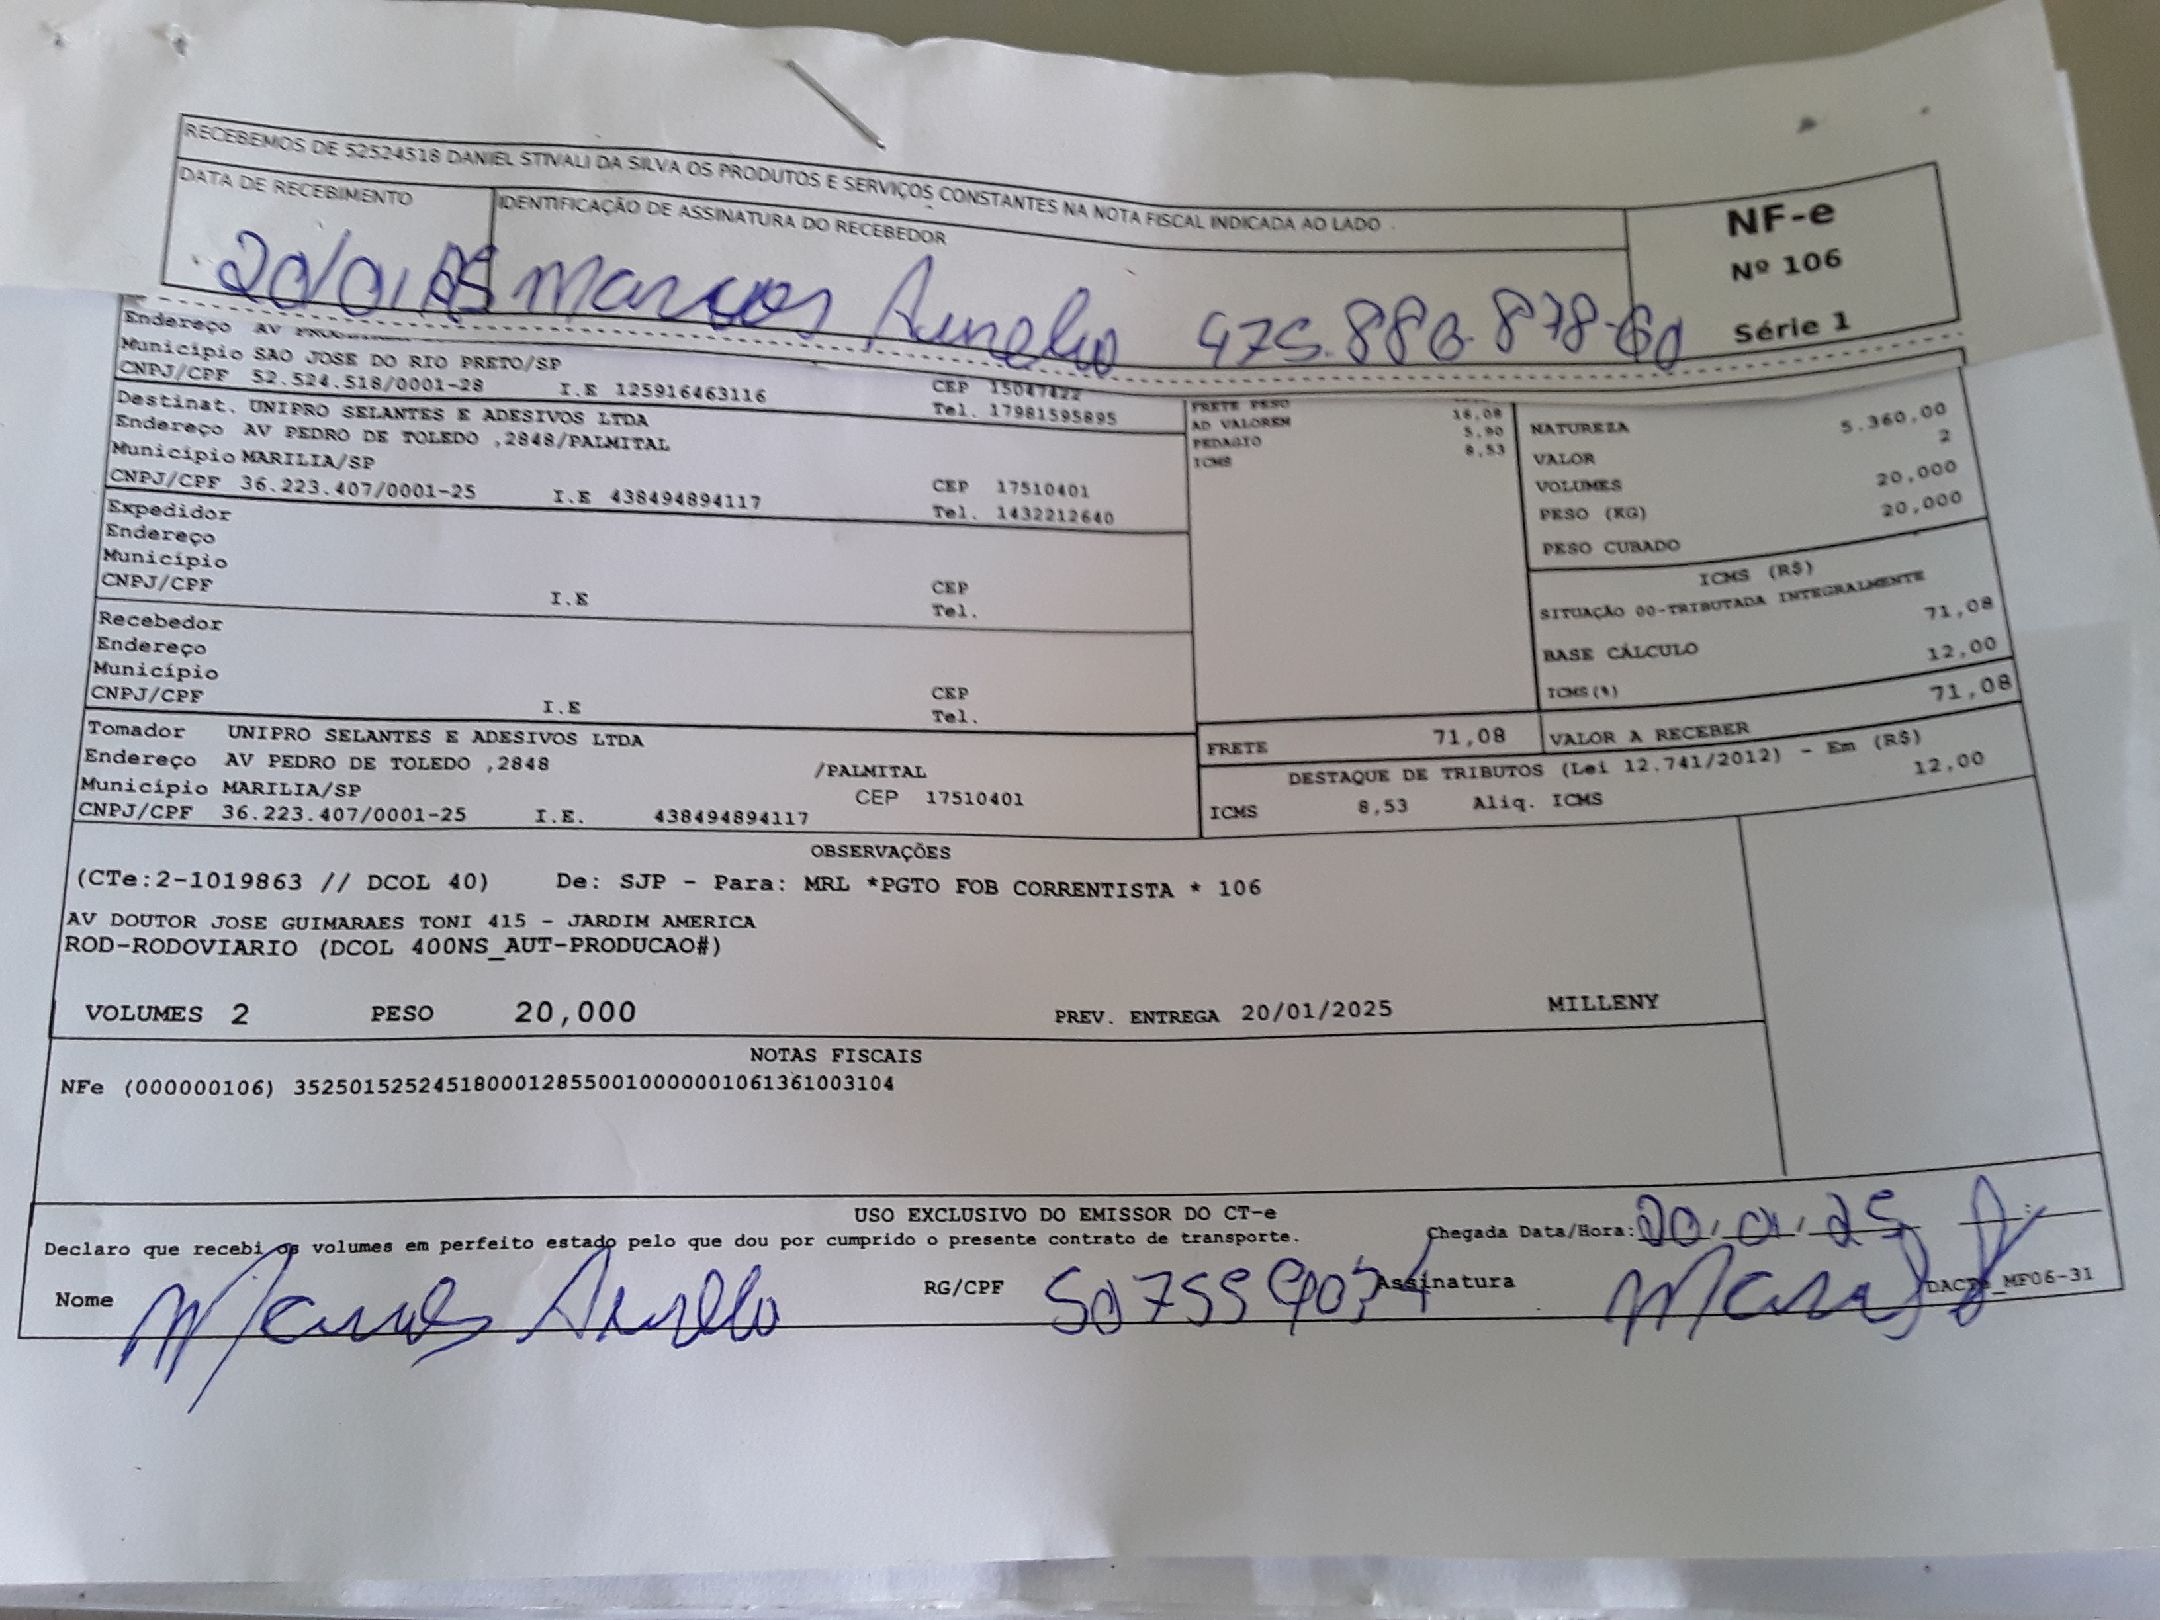 RECEBEMOS DE 52524518 DANIEL STIVALI DA SILVA OS PRODUTOS E SERVIÇOS CONSTANTES NA NOTA FISCAL INDICADA AO LADO
DATA DE RECEBIMENTO IDENTIFICAÇÃO DE ASSINATURA DO RECEBEDOR
NF-e
Nº 106
Série 1
20/01/25 Marcos Aurelio
Endereço AV
Município SAO JOSE DO RIO PRETO/SP CEP 15047422
CNPJ/CPF 52.524.518/0001-28 I.E 125916463116 Tel. 17981595895
Destinat. UNIPRO SELANTES E ADESIVOS LTDA
Endereço AV PEDRO DE TOLEDO ,2848/PALMITAL
Município MARILIA/SP CEP 17510401
CNPJ/CPF 36.223.407/0001-25 I.E 438494894117 Tel. 1432212640
Expedidor
Endereço
Município CEP
CNPJ/CPF I.E Tel.
Recebedor
Endereço
Município CEP
CNPJ/CPF I.E Tel.
Tomador UNIPRO SELANTES E ADESIVOS LTDA
Endereço AV PEDRO DE TOLEDO ,2848 /PALMITAL
Município MARILIA/SP CEP 17510401
CNPJ/CPF 36.223.407/0001-25 I.E. 438494894117
FRETE PESO
AD VALOREM 16,08
PEDAGIO 5,90
ICMS 8,53
FRETE 71,08
NATUREZA
VALOR 5.360,00
VOLUMES 2
PESO (KG) 20,000
PESO CUBADO 20,000
ICMS (R$)
SITUAÇÃO 00-TRIBUTADA INTEGRALMENTE
BASE CÁLCULO 71,08
ICMS(%) 12,00
VALOR A RECEBER 71,08
DESTAQUE DE TRIBUTOS (Lei 12.741/2012) - Em (R$)
ICMS 8,53 Aliq. ICMS 12,00
OBSERVAÇÕES
(CTe:2-1019863 // DCOL 40) De: SJP - Para: MRL *PGTO FOB CORRENTISTA * 106
AV DOUTOR JOSE GUIMARAES TONI 415 - JARDIM AMERICA
ROD-RODOVIARIO (DCOL 400NS_AUT-PRODUCAO#)
VOLUMES 2 PESO 20,000 PREV. ENTREGA 20/01/2025 MILLENY
NOTAS FISCAIS
NFe (000000106) 35250152524518000128550010000001061361003104
USO EXCLUSIVO DO EMISSOR DO CT-e
Declaro que recebi os volumes em perfeito estado pelo que dou por cumprido o presente contrato de transporte. Chegada Data/Hora: 20,01,25
Nome Marcos Aurelio RG/CPF Assinatura